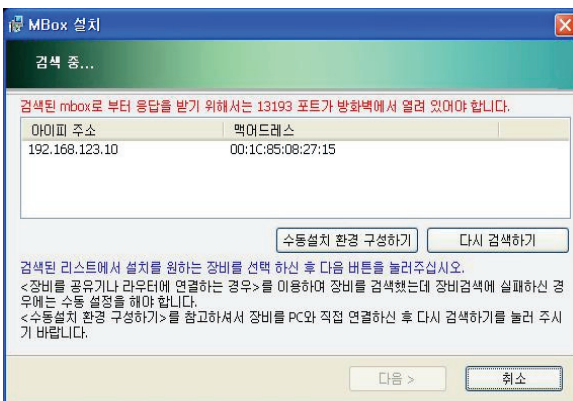 MBox 설치
검색 중...
검색된 mbox로 부터 응답을 받기 위해서는 13193 포트가 방화벽에서 열려 있어야 합니다.
아이피 주소 맥어드레스
192.168.123.10 00:1C:85:08:27:15
수동설치 환경 구성하기 다시 검색하기
검색된 리스트에서 설치를 원하는 장비를 선택 하신 후 다음 버튼을 눌러주십시오.
<장비를 공유기나 라우터에 연결하는 경우>를 이용하여 장비를 검색했는데 장비검색에 실패하신 경
우에는 수동 설정을 해야 합니다.
<수동설치 환경 구성하기>를 참고하셔서 장비를 PC와 직접 연결하신 후 다시 검색하기를 눌러 주시
기 바랍니다.
다음 > 취소